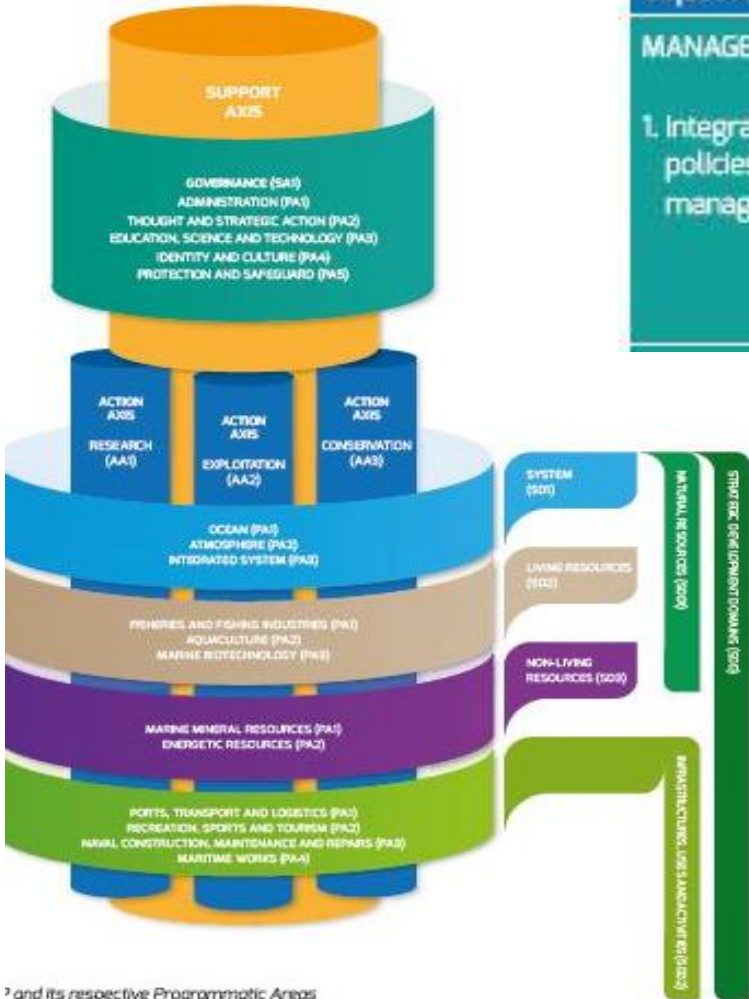 SUPPORT
AXIS
GOVERNANCE (SA1)
ADMINISTRATION (PA1)
THOUGHT AND STRATEGIC ACTION (PA2)
EDUCATION, SCIENCE AND TECHNOLOGY (PA3)
IDENTITY AND CULTURE (PA4)
PROTECTION AND SAFEGUARD (PA5)
MANAGE
1. Integra
policies
manag
ACTION
AXIS
RESEARCH
(AA1)
ACTION
AXIS
EXPLOITATION
(AA2)
ACTION
AXIS
CONSERVATION
(AA3)
OCEAN (PA1)
ATMOSPHERE (PA2)
INTEGRATED SYSTEM (PA3)
SYSTEM
(SD1)
FISHERIES AND FISHING INDUSTRIES (PA1)
AQUACULTURE (PA2)
MARINE BIOTECHNOLOGY (PA3)
LIVING RESOURCES
(SD2)
MARINE MINERAL RESOURCES (PA1)
ENERGETIC RESOURCES (PA2)
NON-LIVING
RESOURCES (SD3)
PORTS, TRANSPORT AND LOGISTICS (PA1)
RECREATION, SPORTS AND TOURISM (PA2)
NAVAL CONSTRUCTION, MAINTENANCE AND REPAIRS (PA3)
MARITIME WORKS (PA4)
NATURAL RESOURCES
INFRASTRUCTURES, USES AND ACTIVITIES
STRATEGIC DEVELOPMENT DOMAINS
and its respective Programmatic Areas